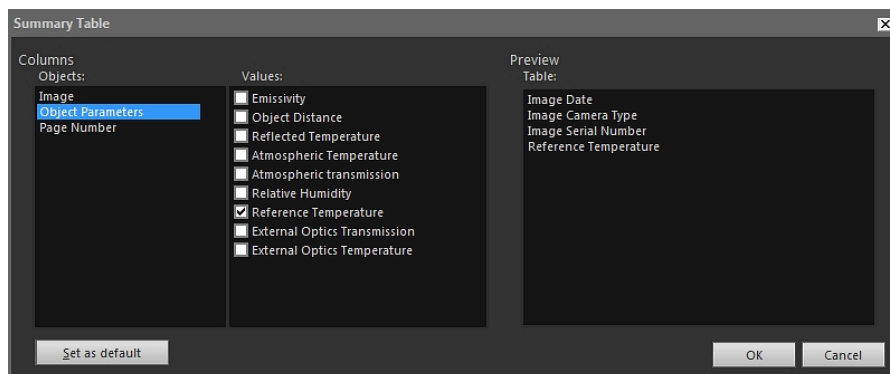 Summary Table
Columns
Objects:
Image
Object Parameters
Page Number
Values:
Emissivity
Object Distance
Reflected Temperature
Atmospheric Temperature
Atmospheric transmission
Relative Humidity
Reference Temperature
External Optics Transmission
External Optics Temperature
Preview
Table:
Image Date
Image Camera Type
Image Serial Number
Reference Temperature
Set as default
OK
Cancel